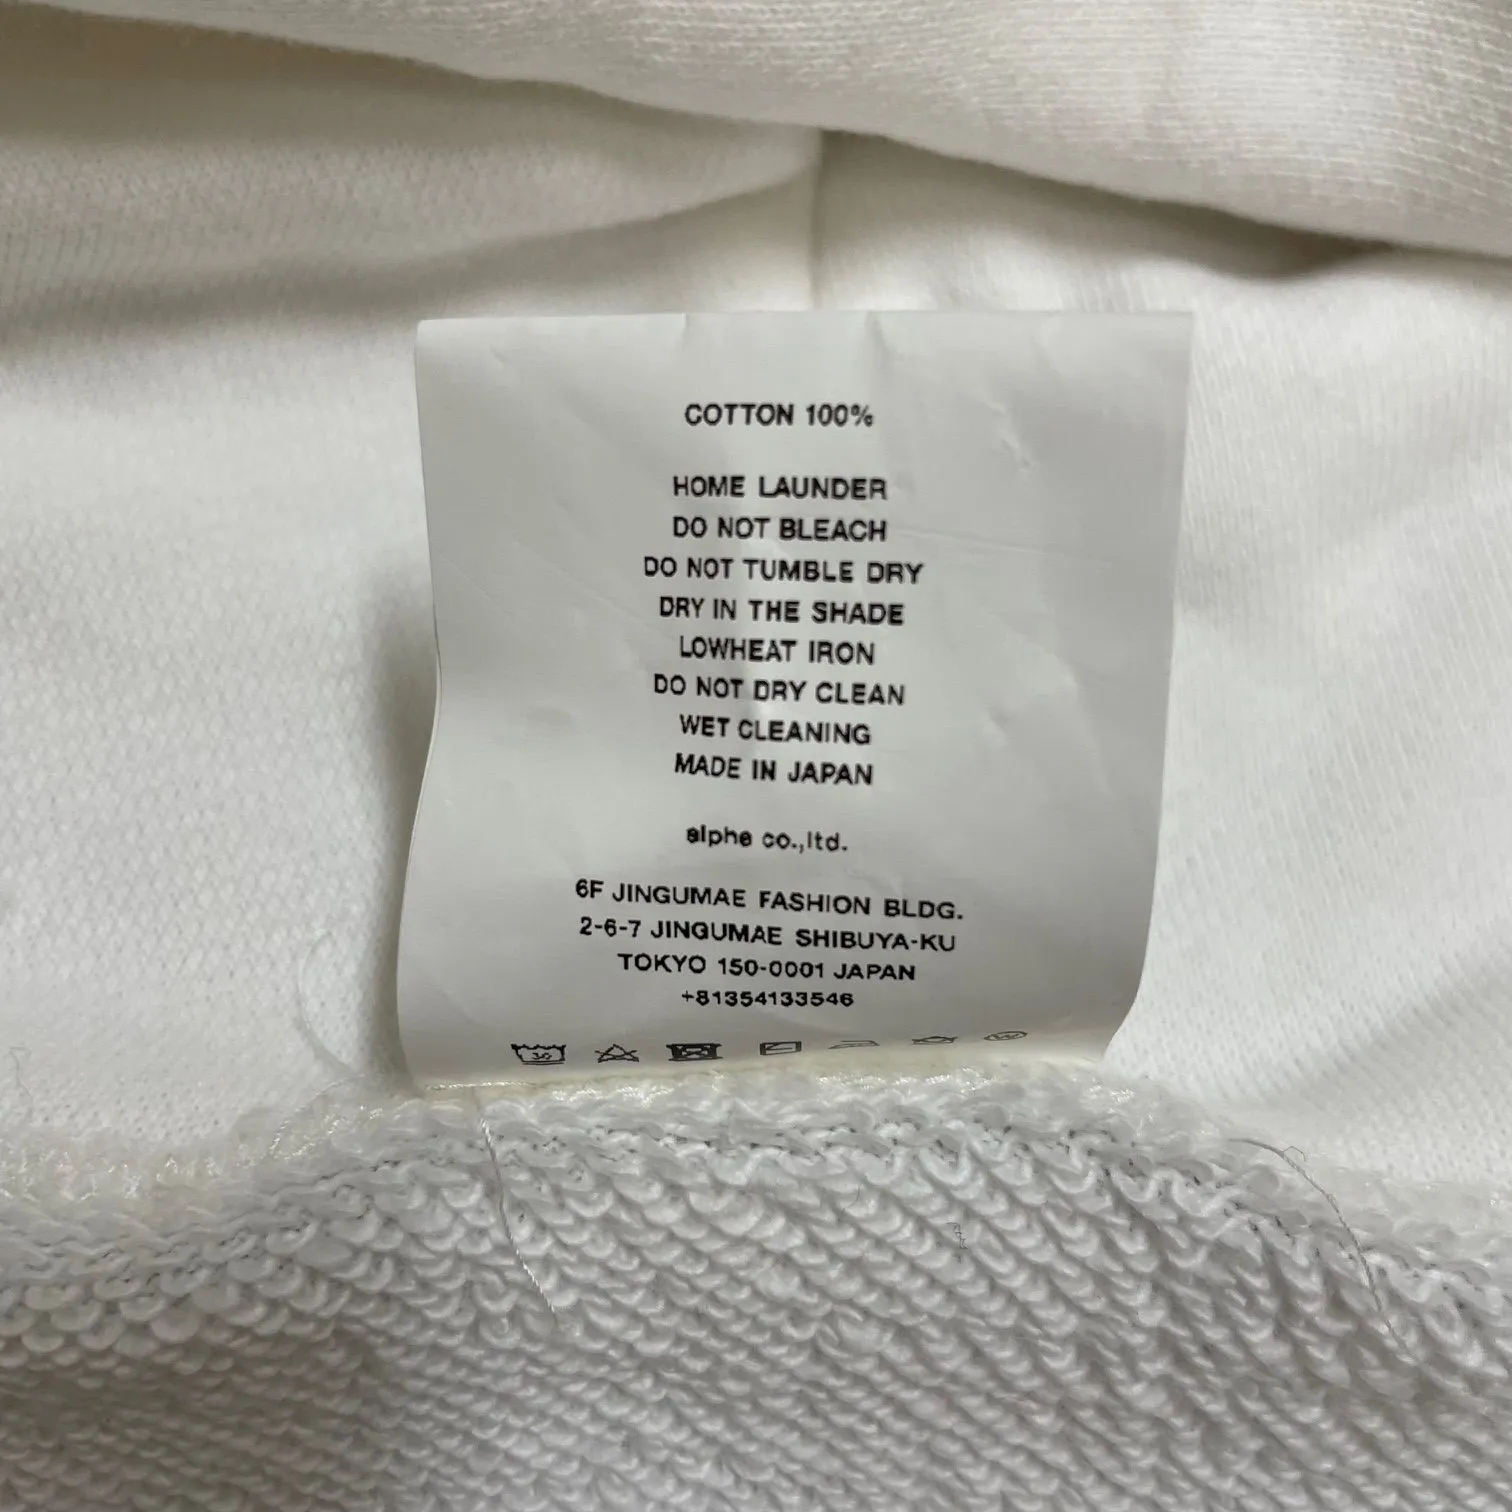 COTTON 100%
HOME LAUNDER
DO NOT BLEACH
DO NOT TUMBLE DRY
DRY IN THE SHADE
LOWHEAT IRON
DO NOT DRY CLEAN
WET CLEANING
MADE IN JAPAN
alphe co.,ltd.
6F JINGUMAE FASHION BLDG.
2-6-7 JINGUMAE SHIBUYA-KU
TOKYO 150-0001 JAPAN
+81354133546
30